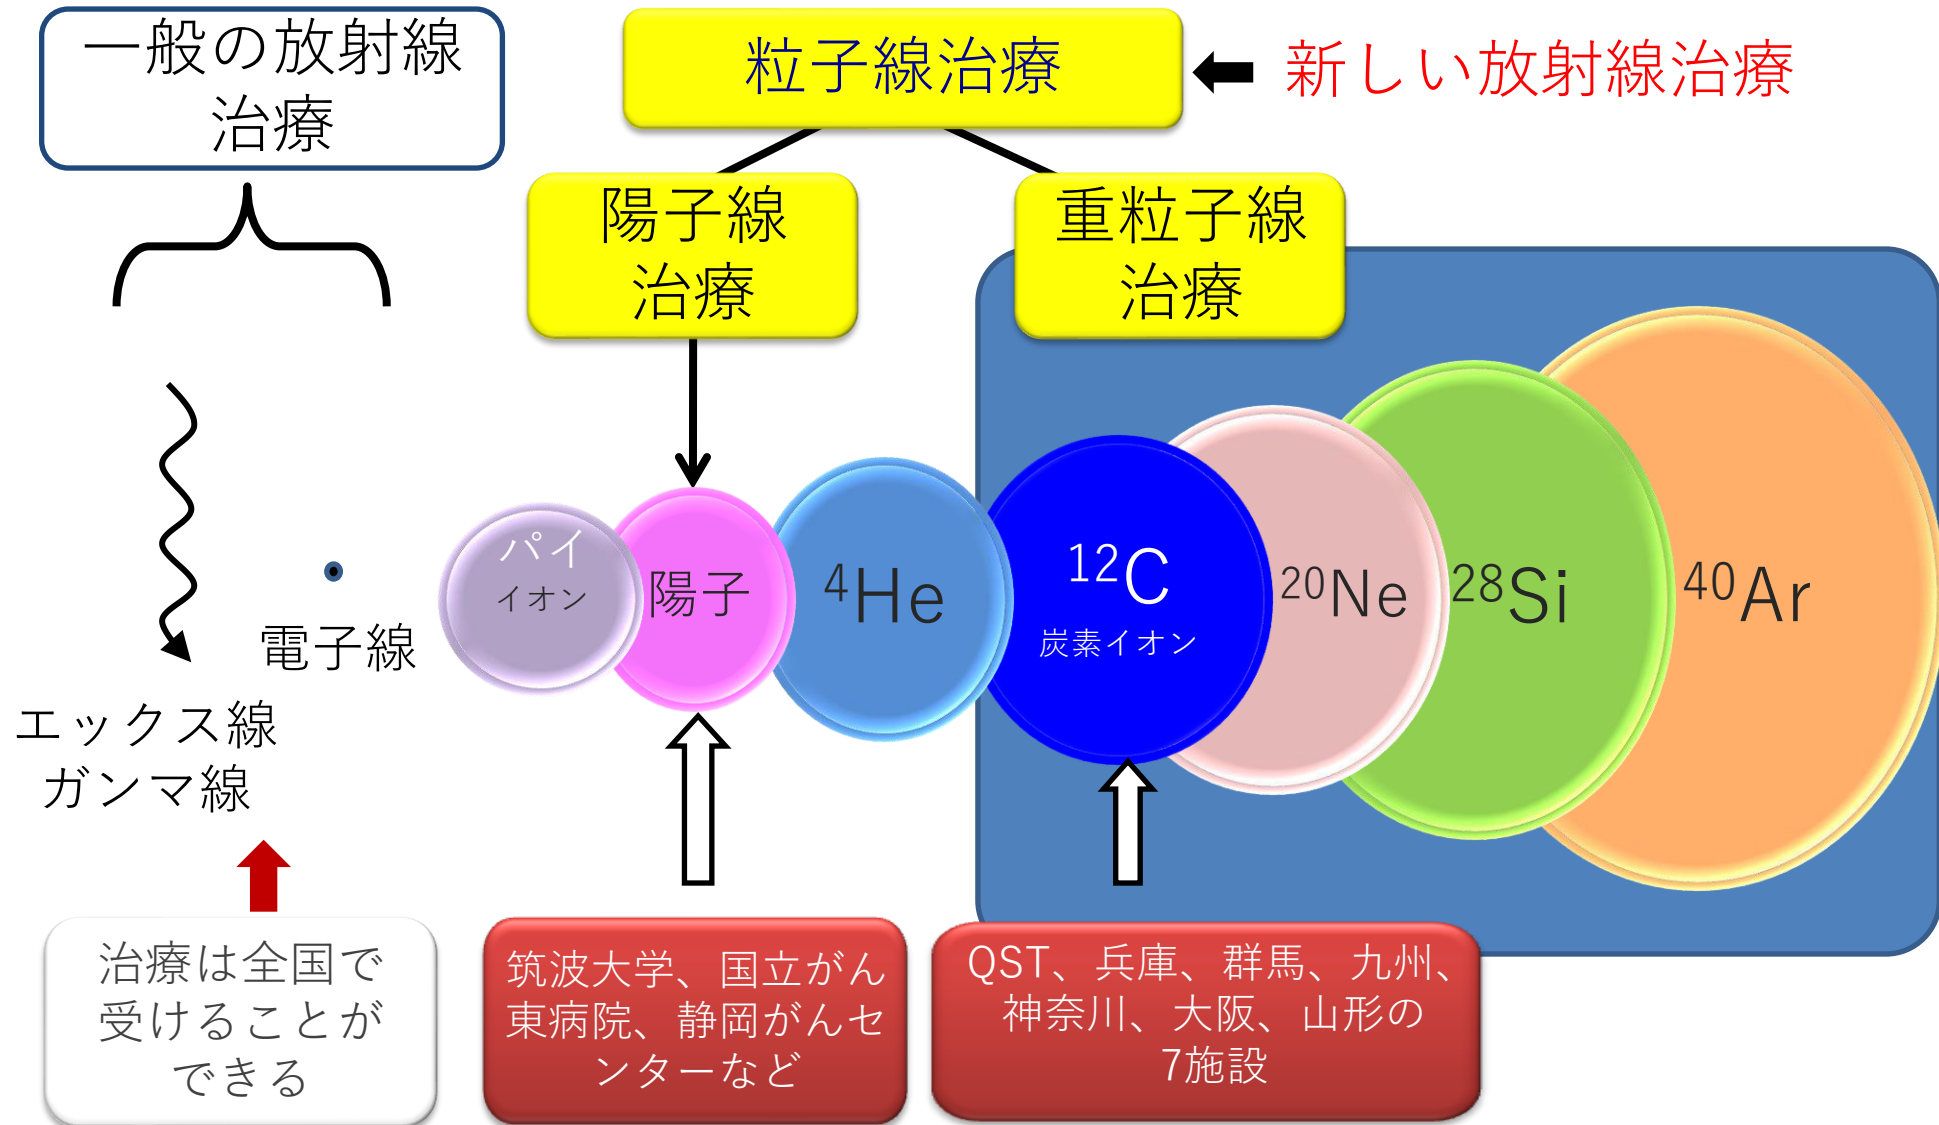 一般の放射線
治療
粒子線治療
新しい放射線治療
陽子線
治療
重粒子線
治療
パイ
イオン
陽子
⁴He
¹²C
炭素イオン
²⁰Ne
²⁸Si
⁴⁰Ar
電子線
エックス線
ガンマ線
治療は全国で
受けることが
できる
筑波大学、国立がん
東病院、静岡がんセ
ンターなど
QST、兵庫、群馬、九州、
神奈川、大阪、山形の
7施設